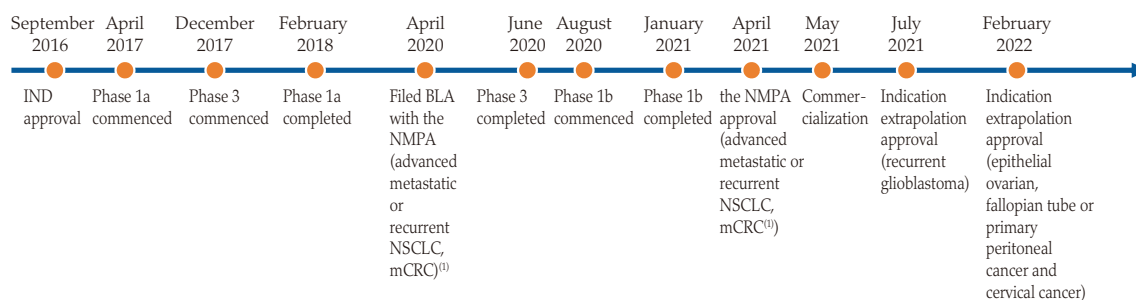 September 2016
April 2017
December 2017
February 2018
April 2020
June 2020
August 2020
January 2021
April 2021
May 2021
July 2021
February 2022
IND
approval
Phase 1a
commenced
Phase 3
commenced
Phase 1a
completed
Filed BLA
with the
NMPA
(advanced
metastatic
or
recurrent
NSCLC,
mCRC)(1)
Phase 3
completed
Phase 1b
commenced
Phase 1b
completed
the NMPA
approval
(advanced
metastatic or
recurrent
NSCLC,
mCRC(1))
Commer-
cialization
Indication
extrapolation
approval
(recurrent
glioblastoma)
Indication
extrapolation
approval
(epithelial
ovarian,
fallopian tube or
primary
peritoneal
cancer and
cervical cancer)